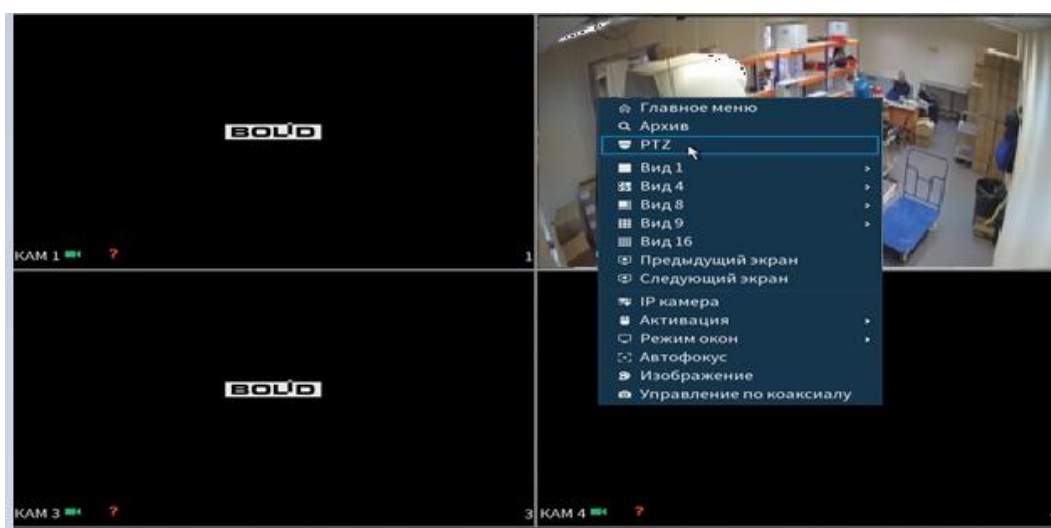 BOLID
КАМ 1 ?
1
Главное меню
Архив
PTZ
Вид 1
Вид 4
Вид 8
Вид 9
Вид 16
Предыдущий экран
Следующий экран
IP камера
Активация
Режим окон
Автофокус
Изображение
Управление по коаксиалу
BOLID
КАМ 3 ?
3
КАМ 4 ?